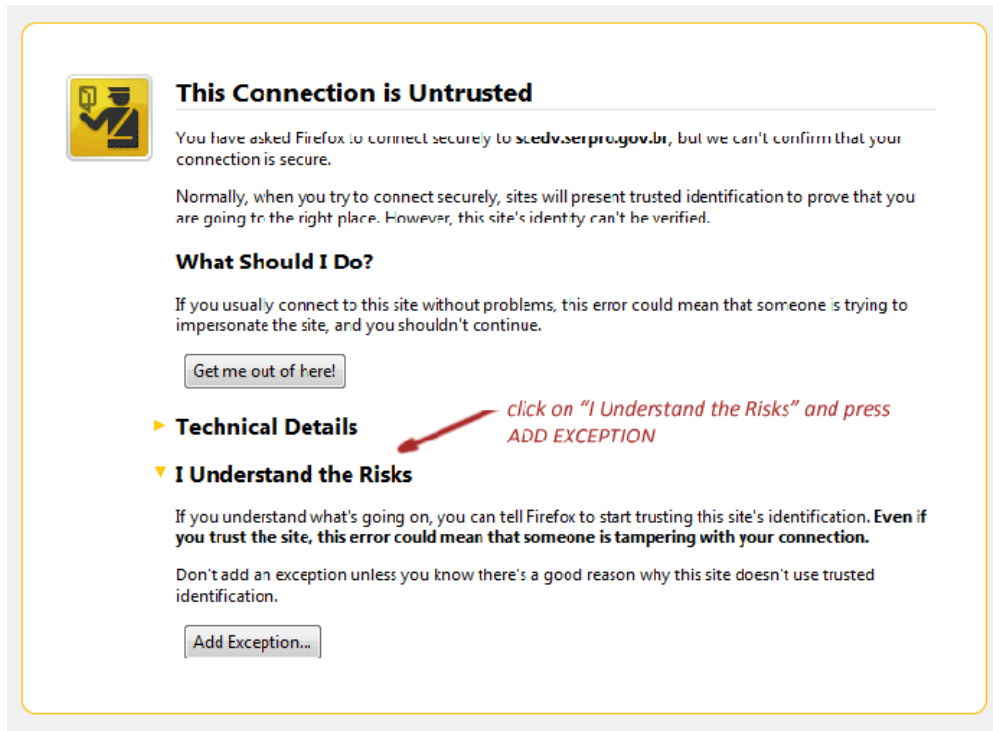 This Connection is Untrusted
You have asked Firefox to connect securely to scedv.serpro.gov.br, but we can't confirm that your
connection is secure.
Normally, when you try to connect securely, sites will present trusted identification to prove that you
are going to the right place. However, this site's identity can't be verified.
What Should I Do?
If you usually connect to this site without problems, this error could mean that someone is trying to
impersonate the site, and you shouldn't continue.
Get me out of here!
click on "I Understand the Risks" and press
ADD EXCEPTION
Technical Details
I Understand the Risks
If you understand what's going on, you can tell Firefox to start trusting this site's identification. Even if
you trust the site, this error could mean that someone is tampering with your connection.
Don't add an exception unless you know there's a good reason why this site doesn't use trusted
identification.
Add Exception...